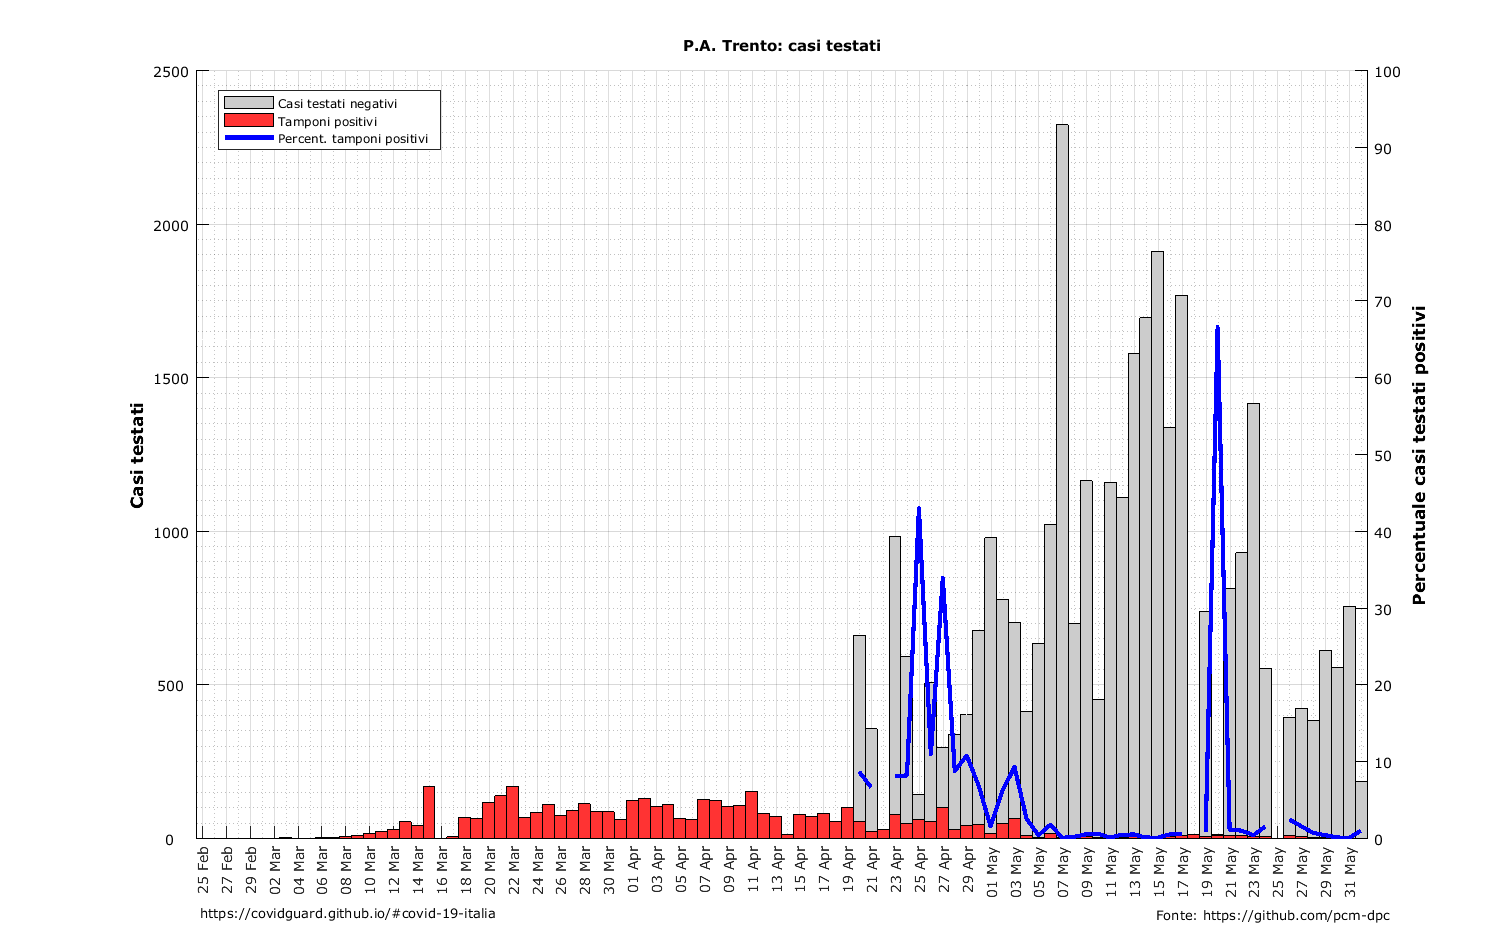 P.A. Trento: casi testati
Casi testati negativi
Tamponi positivi
Percent. tamponi positivi
Casi testati
2500
2000
1500
1000
500
0
100
90
80
70
60
50
40
30
20
10
0
Percentuale casi testati positivi
25 Feb
27 Feb
29 Feb
02 Mar
04 Mar
06 Mar
08 Mar
10 Mar
12 Mar
14 Mar
16 Mar
18 Mar
20 Mar
22 Mar
24 Mar
26 Mar
28 Mar
30 Mar
01 Apr
03 Apr
05 Apr
07 Apr
09 Apr
11 Apr
13 Apr
15 Apr
17 Apr
19 Apr
21 Apr
23 Apr
25 Apr
27 Apr
29 Apr
01 May
03 May
05 May
07 May
09 May
11 May
13 May
15 May
17 May
19 May
21 May
23 May
25 May
27 May
29 May
31 May
https://covidguard.github.io/#covid-19-italia
Fonte: https://github.com/pcm-dpc